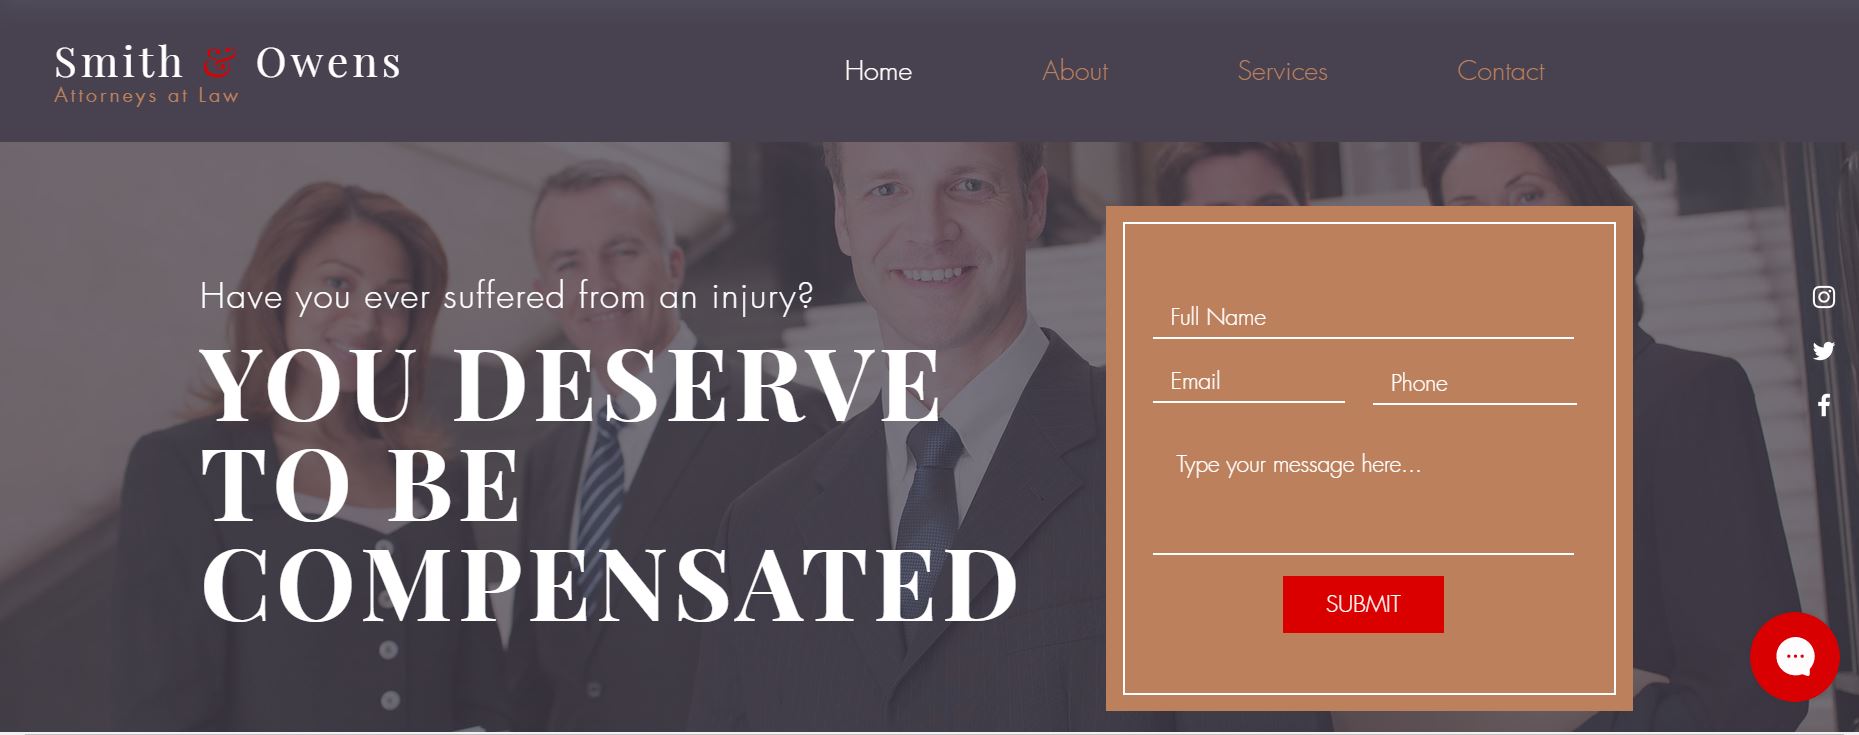 Smith & Owens
Attorneys at Law
Home
About
Services
Contact
Have you ever suffered from an injury?
YOU DESERVE
TO BE
COMPENSATED
Full Name
Email
Phone
Type your message here...
SUBMIT